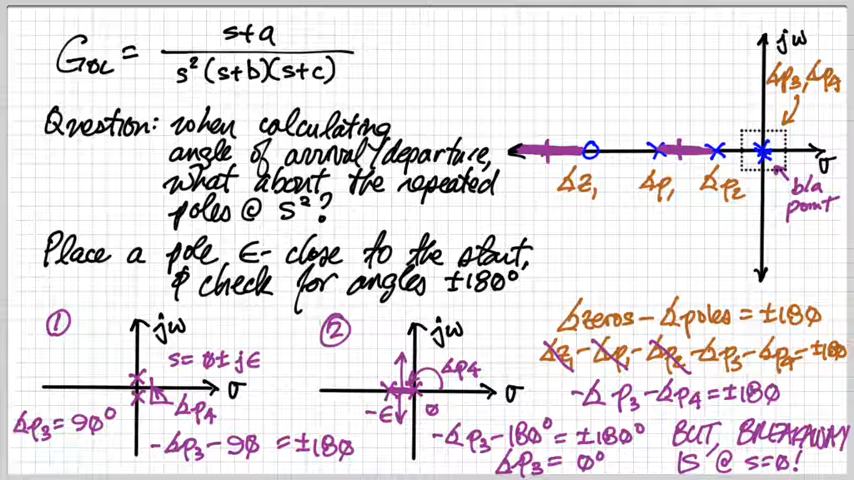 G_OL = s+a / s²(s+b)(s+c)
Question: when calculating
angle of arrival/departure,
what about the repeated
poles @ s²?
Place a pole ϵ- close to the start,
& check for angles ±180°
jω
∡p₃, ∡p₄
σ
∡z₁
∡p₁
∡p₂
b/a
point
①
jω
s = 0 ± jϵ
σ
∡p₃ = 90°
∡p₄
-∡p₃ - 90 = ±180
②
jω
∡p₄
σ
-ϵ
0
-∡p₃ - 180° = ±180°
∡p₃ = 0°
∡zeros - ∡poles = ±180
∡z₁ - ∡p₁ - ∡p₂ - ∡p₃ - ∡p₄ = ±180
-∡p₃ - ∡p₄ = ±180
BUT, BREAKAWAY
IS @ s=0!